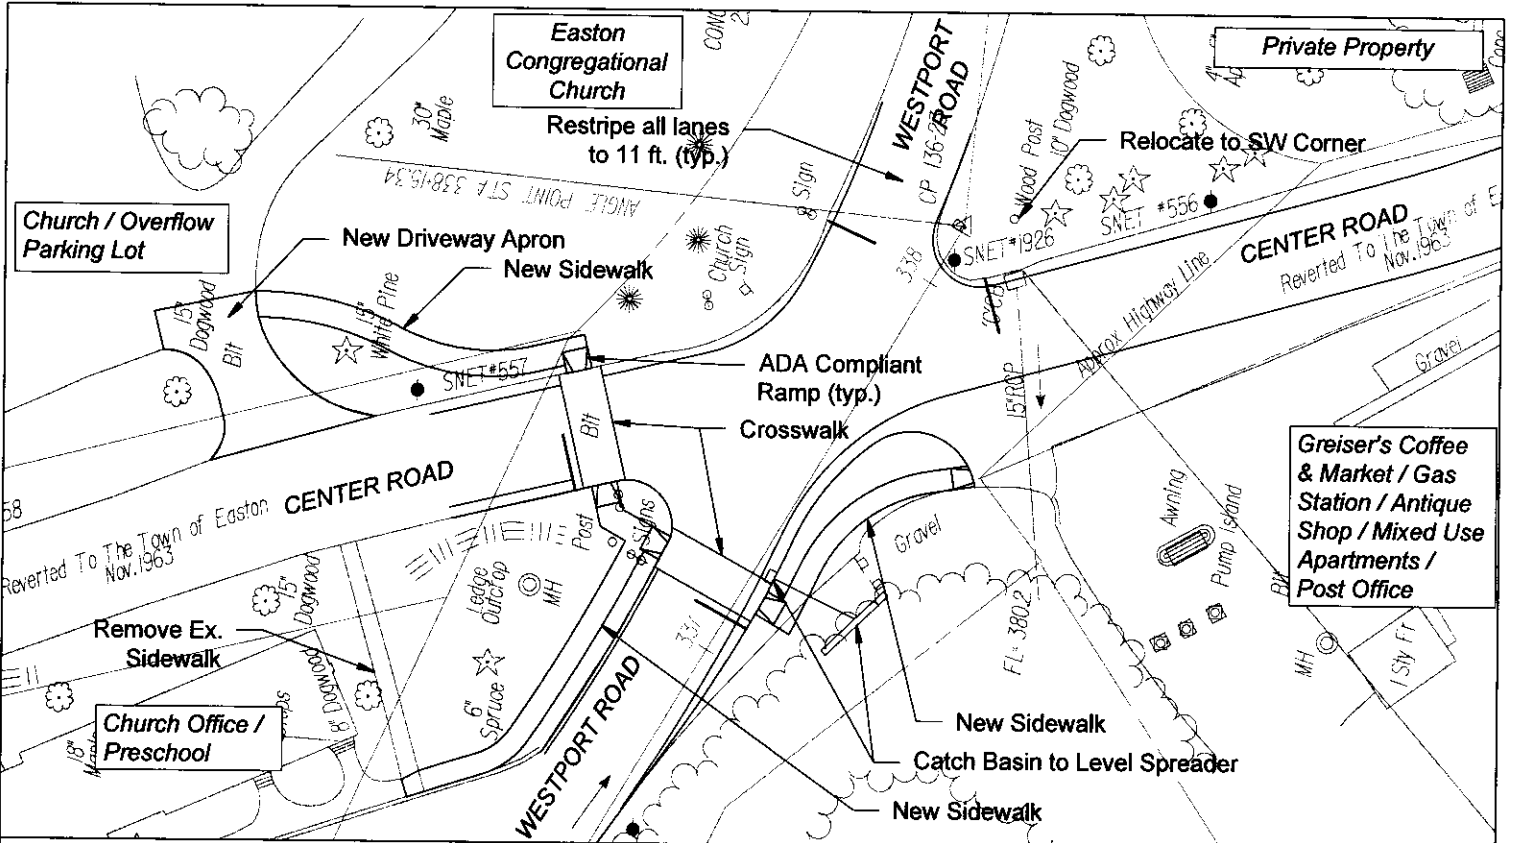 Easton
Congregational
Church
WESTPORT
ROAD
Private Property
30"
Maple
Restripe all lanes
to 11 ft. (typ.)
Wood Post
10" Dogwood
Relocate to SW Corner
ANGLE POINT STA 338+15.34
Sign
Church / Overflow
Parking Lot
New Driveway Apron
New Sidewalk
Church
Sign
338
SNET #1926
SNET #556
CENTER ROAD
Reverted To The Town of
Nov.1963
Approx Highway Line
15"
Dogwood
Bit
15"
White Pine
SNET #557
ADA Compliant
Ramp (typ.)
15"RCP
Gravel
Bit
Crosswalk
Greiser's Coffee
& Market / Gas
Station / Antique
Shop / Mixed Use
Apartments /
Post Office
58
CENTER ROAD
Reverted To The Town of Easton
Nov.1963
Post
Signs
Gravel
Awning
Pump Island
Ledge
Outcrop
MH
15"
Dogwood
Remove Ex.
Sidewalk
337
FL= 380.2
MH
1 Sty Fr
6"
Spruce
8" Dogwood
Church Office /
Preschool
18"
WESTPORT ROAD
New Sidewalk
Catch Basin to Level Spreader
New Sidewalk